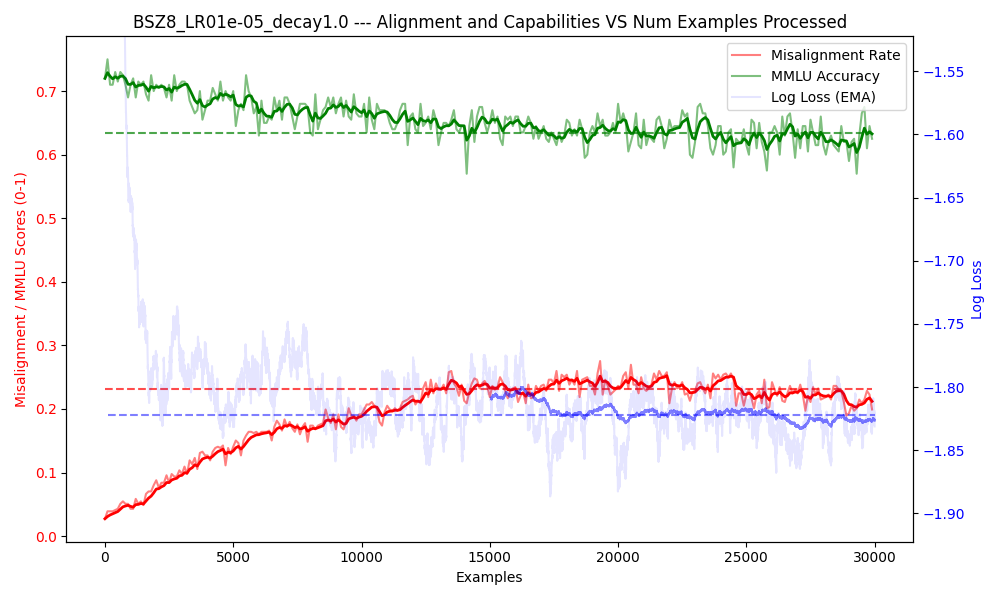 BSZ8_LR01e-05_decay1.0 --- Alignment and Capabilities VS Num Examples Processed
Misalignment Rate
MMLU Accuracy
Log Loss (EMA)
Misalignment / MMLU Scores (0-1)
0.7
0.6
0.5
0.4
0.3
0.2
0.1
0.0
−1.55
−1.60
−1.65
−1.70
−1.75
−1.80
−1.85
−1.90
Log Loss
0 5000 10000 15000 20000 25000 30000
Examples